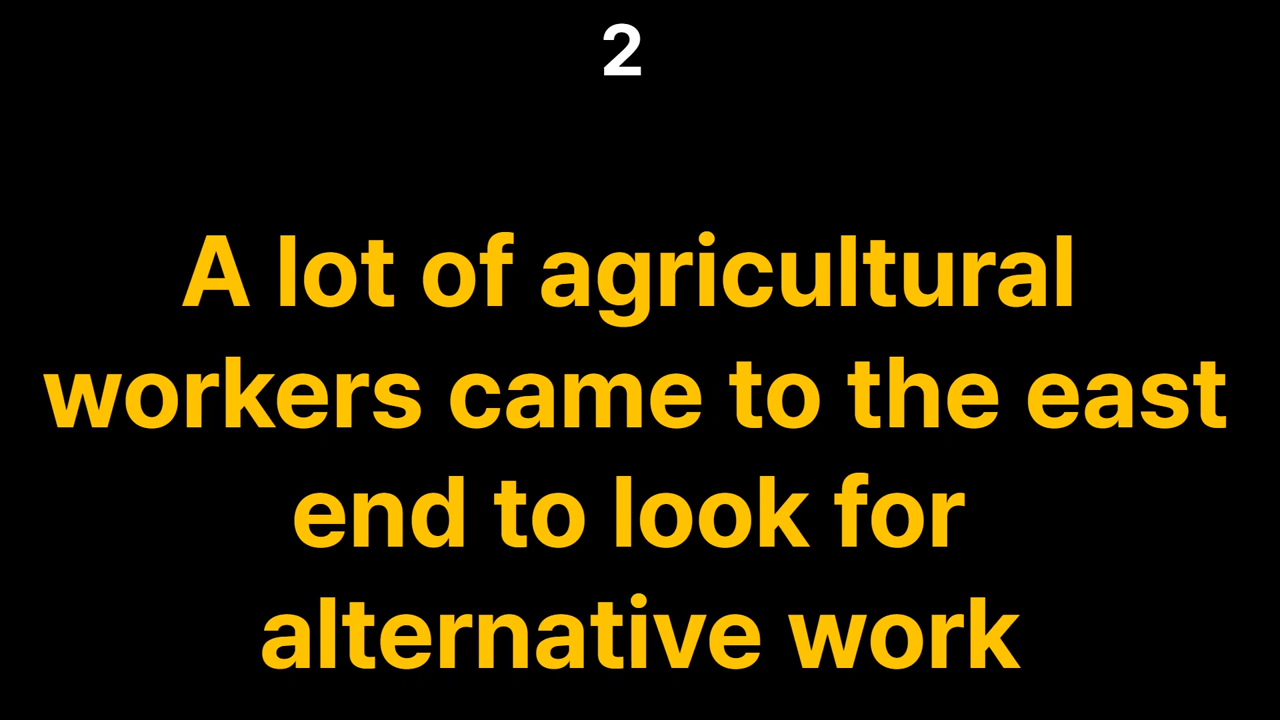 2
A lot of agricultural
workers came to the east
end to look for
alternative work